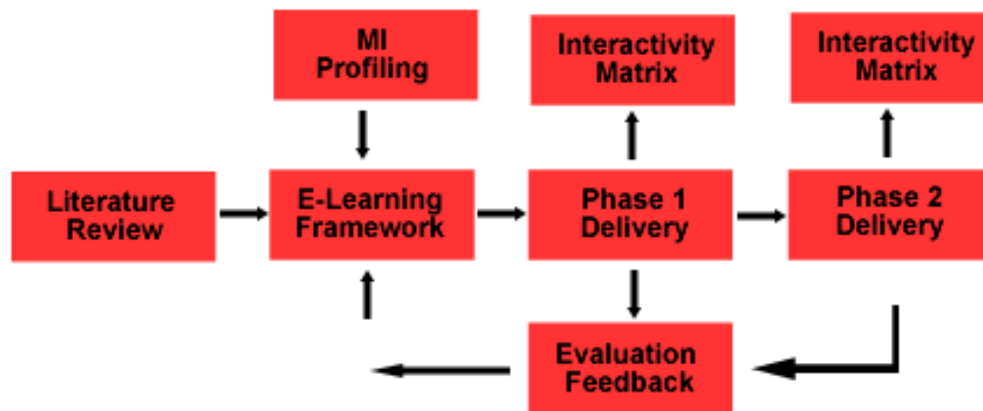 MI
Profiling
Interactivity
Matrix
Interactivity
Matrix
Literature
Review
E-Learning
Framework
Phase 1
Delivery
Phase 2
Delivery
Evaluation
Feedback